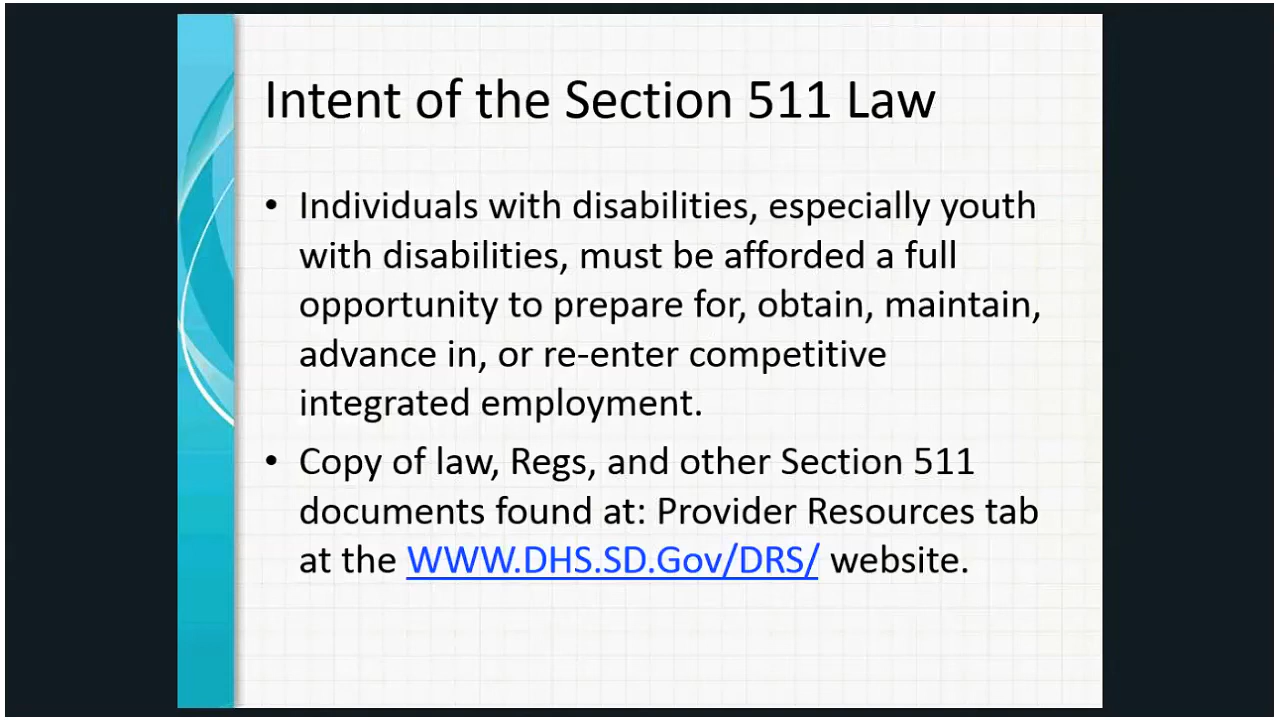 Intent of the Section 511 Law
• Individuals with disabilities, especially youth
with disabilities, must be afforded a full
opportunity to prepare for, obtain, maintain,
advance in, or re-enter competitive
integrated employment.
• Copy of law, Regs, and other Section 511
documents found at: Provider Resources tab
at the WWW.DHS.SD.Gov/DRS/ website.